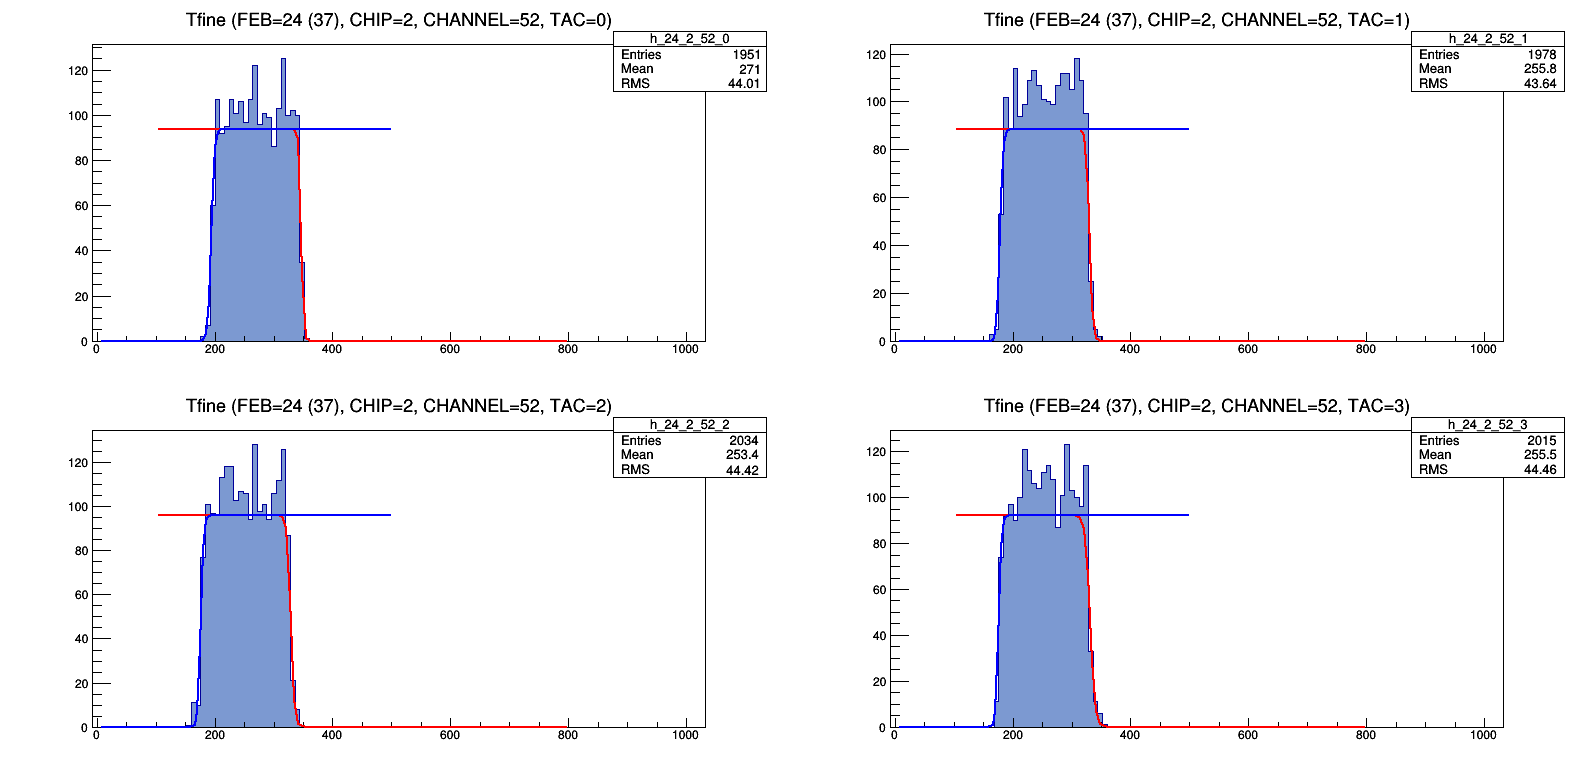 Tfine (FEB=24 (37), CHIP=2, CHANNEL=52, TAC=0)
h_24_2_52_0
Entries 1951
Mean 271
RMS 44.01
120
100
80
60
40
20
0
0 200 400 600 800 1000
Tfine (FEB=24 (37), CHIP=2, CHANNEL=52, TAC=1)
h_24_2_52_1
Entries 1978
Mean 255.8
RMS 43.64
120
100
80
60
40
20
0
0 200 400 600 800 1000
Tfine (FEB=24 (37), CHIP=2, CHANNEL=52, TAC=2)
h_24_2_52_2
Entries 2034
Mean 253.4
RMS 44.42
120
100
80
60
40
20
0
0 200 400 600 800 1000
Tfine (FEB=24 (37), CHIP=2, CHANNEL=52, TAC=3)
h_24_2_52_3
Entries 2015
Mean 255.5
RMS 44.46
120
100
80
60
40
20
0
0 200 400 600 800 1000